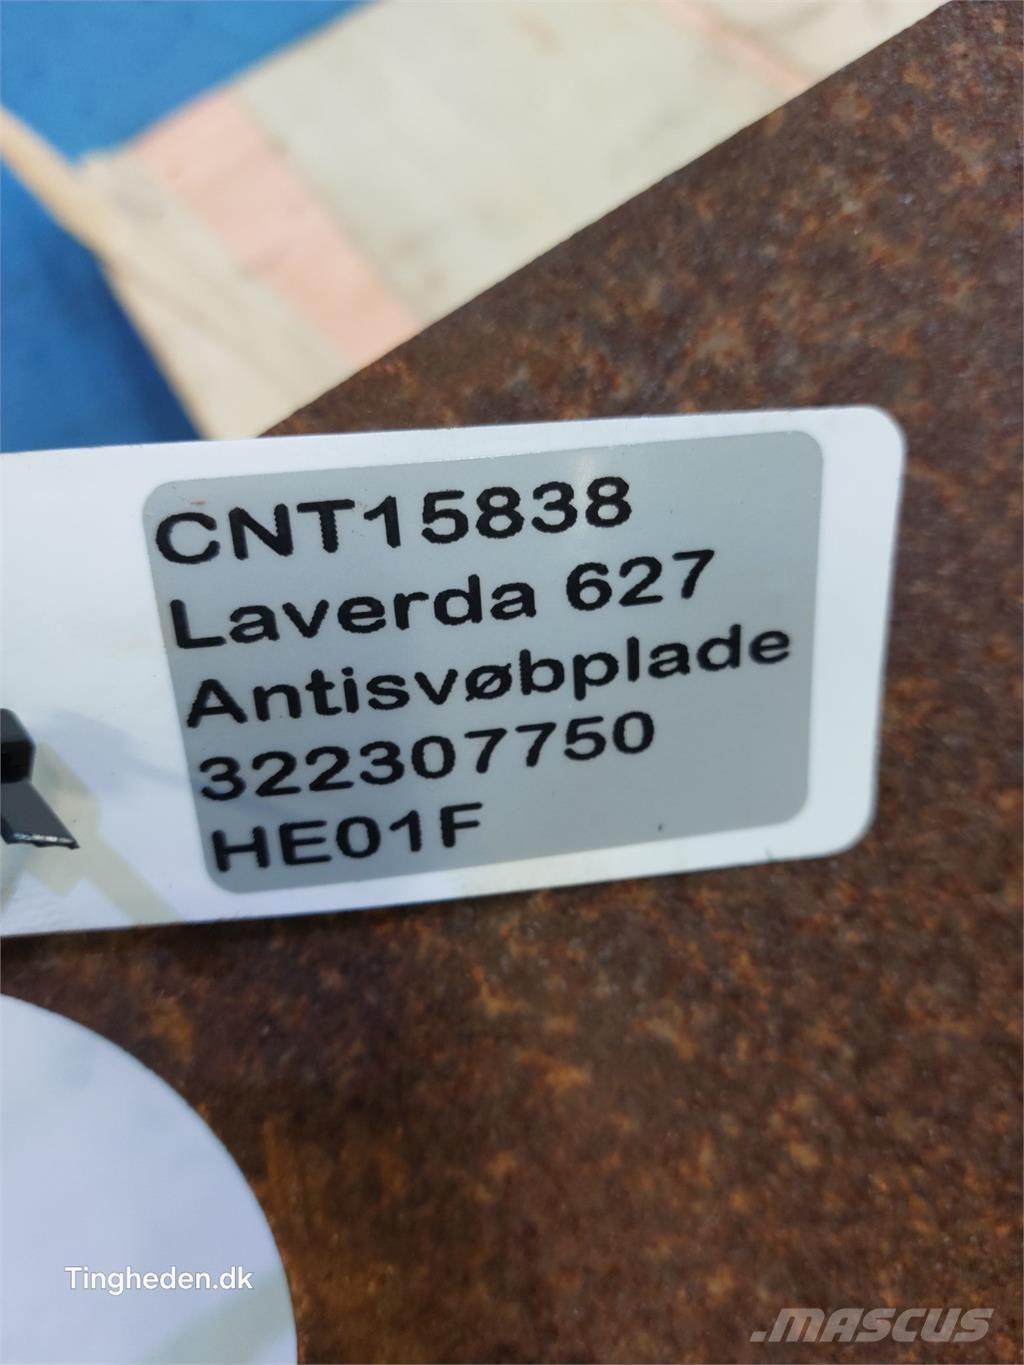 CNT15838
Laverda 627
Antisvøbplade
322307750
HE01F
Tingheden.dk
.MASCUS